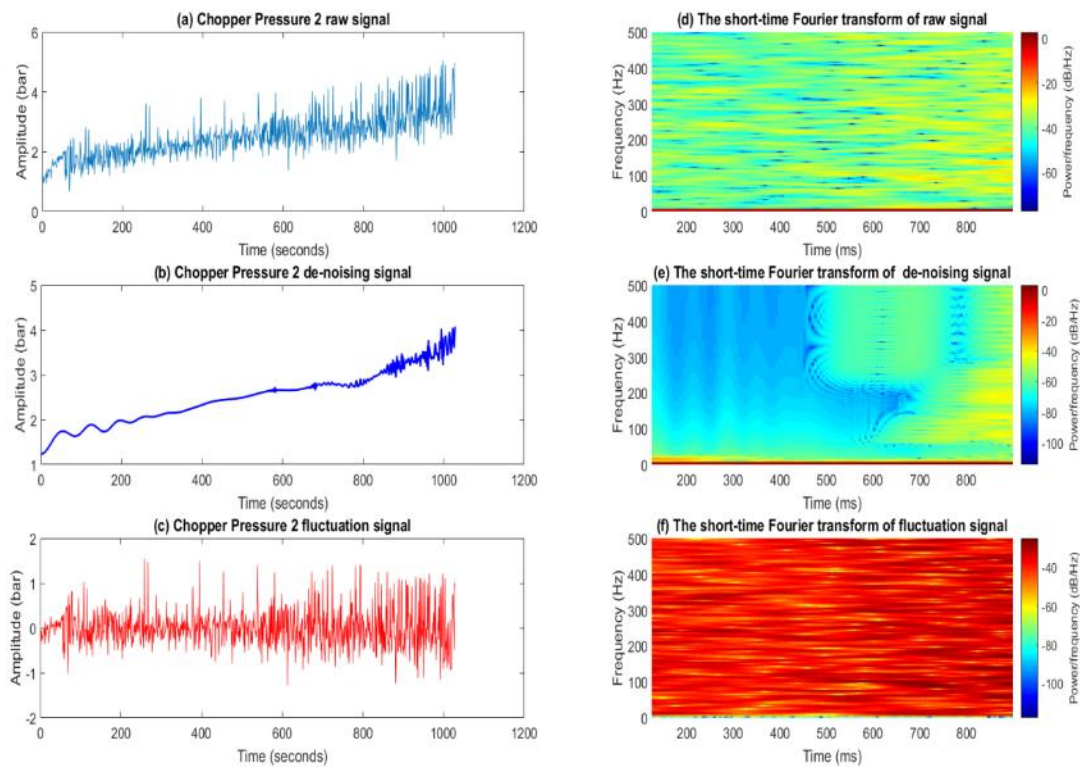 (a) Chopper Pressure 2 raw signal
6
4
2
0
Amplitude (bar)
0 200 400 600 800 1000 1200
Time (seconds)
(d) The short-time Fourier transform of raw signal
500
400
300
200
100
0
Frequency (Hz)
200 300 400 500 600 700 800
Time (ms)
0
-20
-40
-60
Power/frequency (dB/Hz)
(b) Chopper Pressure 2 de-noising signal
5
4
3
2
1
Amplitude (bar)
0 200 400 600 800 1000 1200
Time (seconds)
(e) The short-time Fourier transform of de-noising signal
500
400
300
200
100
0
Frequency (Hz)
200 300 400 500 600 700 800
Time (ms)
0
-20
-40
-60
-80
-100
Power/frequency (dB/Hz)
(c) Chopper Pressure 2 fluctuation signal
2
1
0
-1
-2
Amplitude (bar)
0 200 400 600 800 1000 1200
Time (seconds)
(f) The short-time Fourier transform of fluctuation signal
500
400
300
200
100
0
Frequency (Hz)
200 300 400 500 600 700 800
Time (ms)
-40
-60
-80
-100
Power/frequency (dB/Hz)